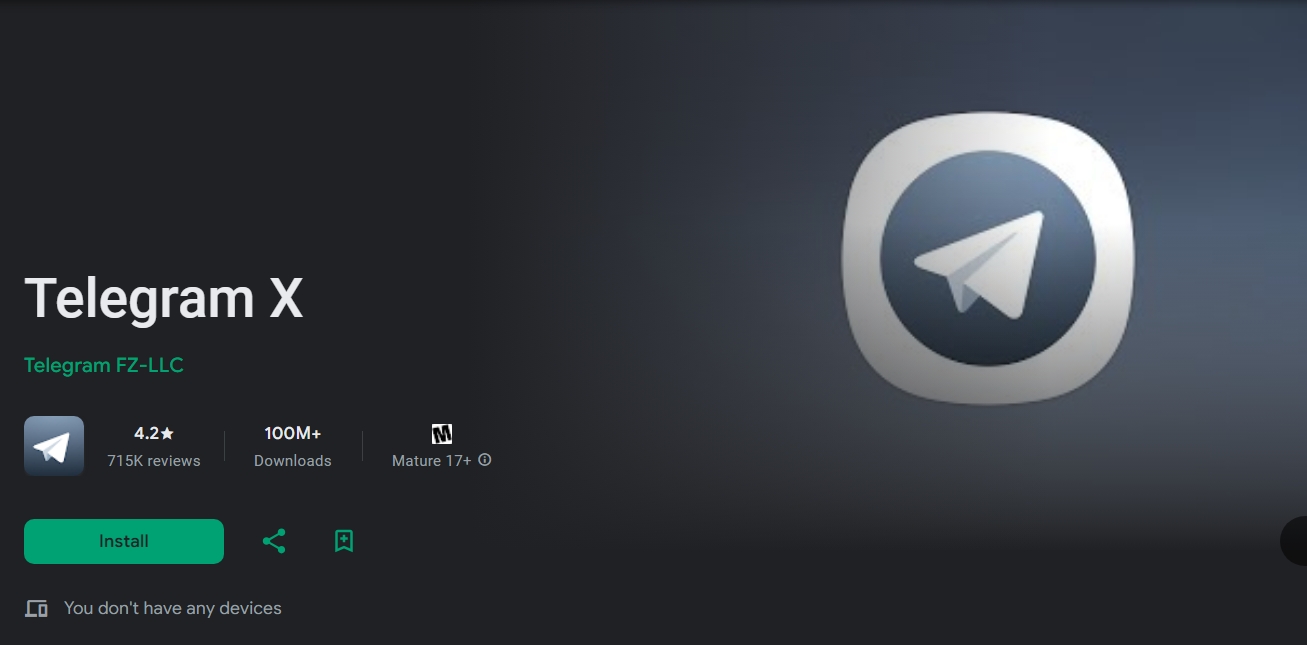 Telegram X
Telegram FZ-LLC
4.2★ 100M+
715K reviews Downloads Mature 17+
Install
You don't have any devices